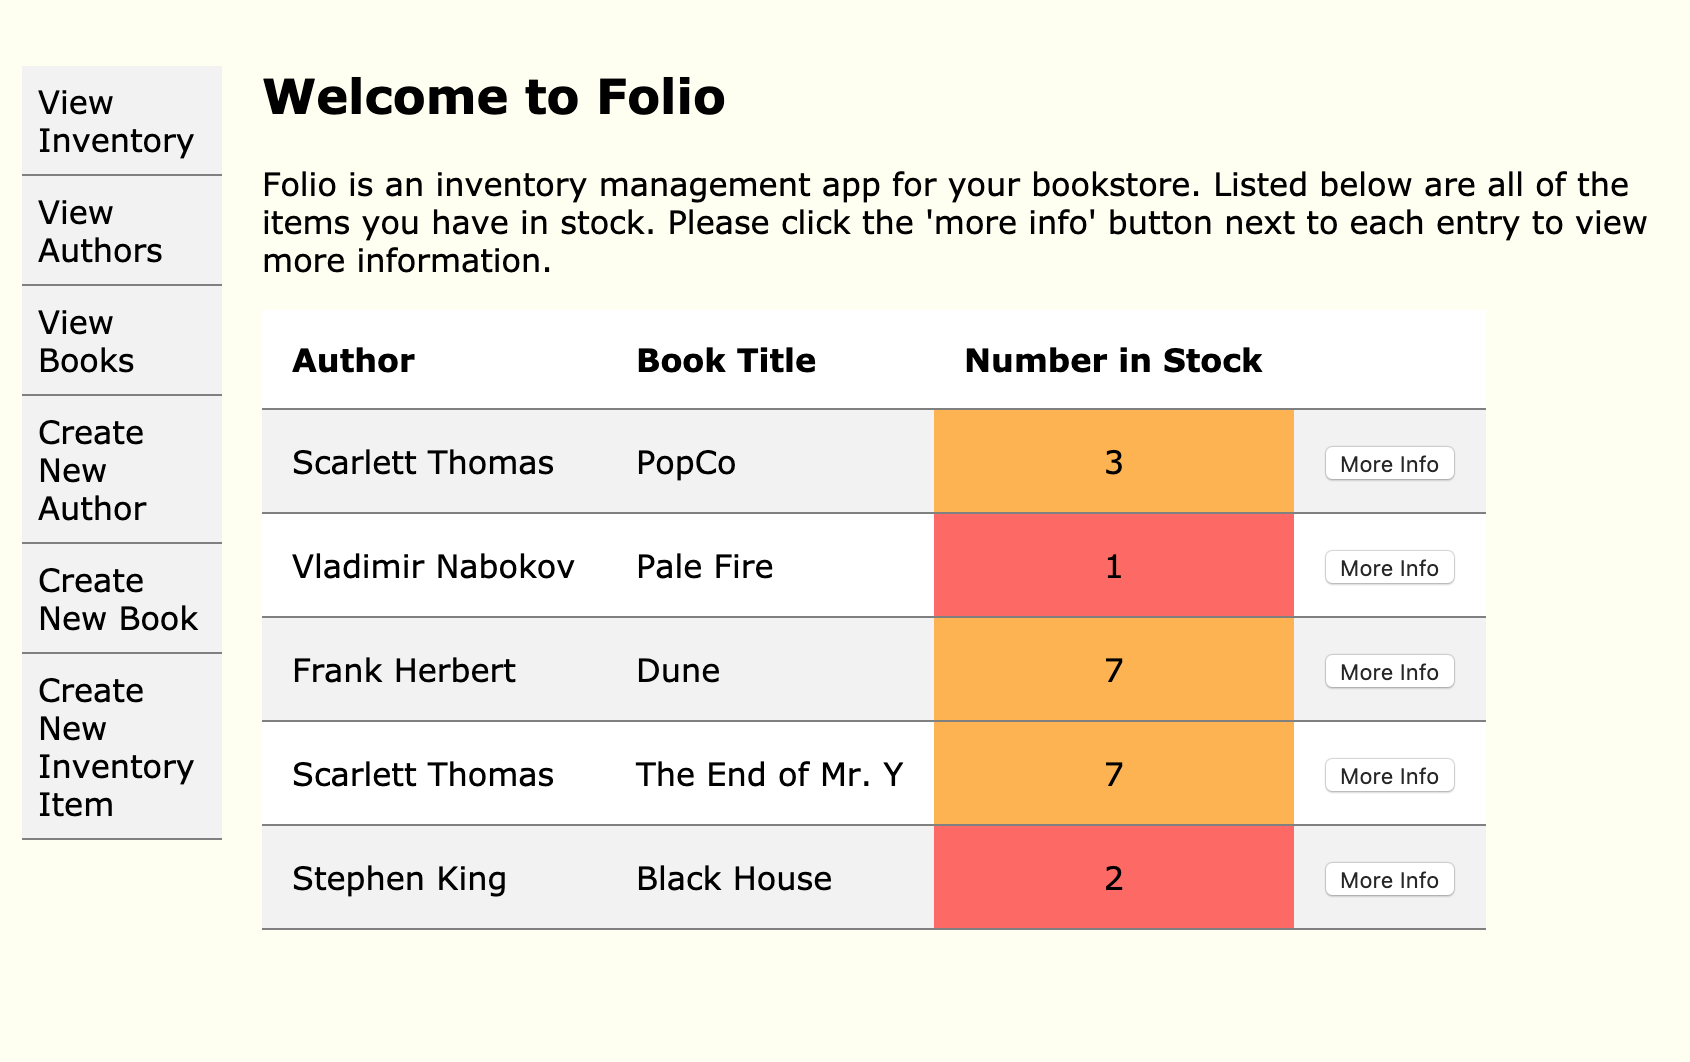 View
Inventory
View
Authors
View
Books
Create
New
Author
Create
New Book
Create
New
Inventory
Item
Welcome to Folio
Folio is an inventory management app for your bookstore. Listed below are all of the
items you have in stock. Please click the 'more info' button next to each entry to view
more information.
Author Book Title Number in Stock
Scarlett Thomas PopCo 3 More Info
Vladimir Nabokov Pale Fire 1 More Info
Frank Herbert Dune 7 More Info
Scarlett Thomas The End of Mr. Y 7 More Info
Stephen King Black House 2 More Info